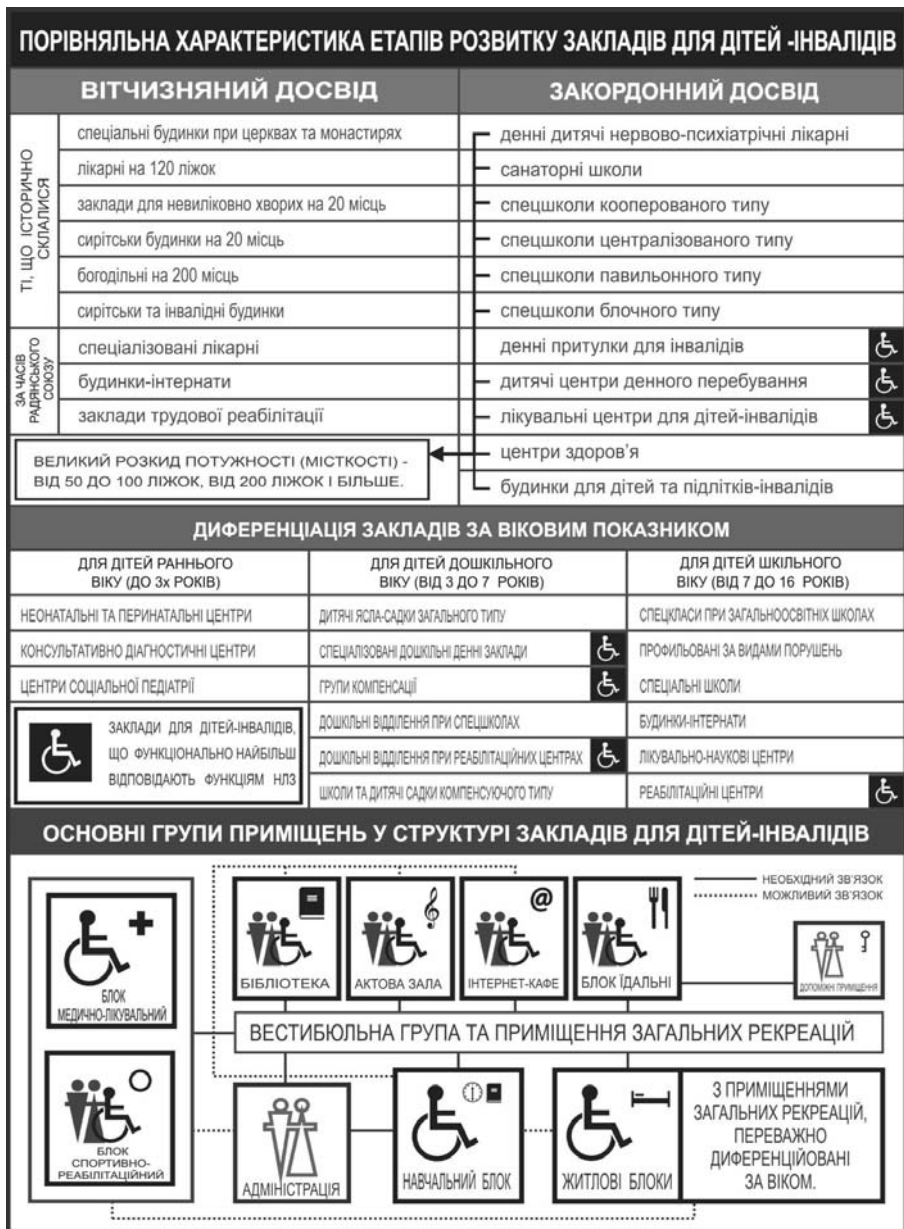 ПОРІВНЯЛЬНА ХАРАКТЕРИСТИКА ЕТАПІВ РОЗВИТКУ ЗАКЛАДІВ ДЛЯ ДІТЕЙ -ІНВАЛІДІВ
ВІТЧИЗНЯНИЙ ДОСВІД
ЗАКОРДОННИЙ ДОСВІД
ТІ, ЩО ІСТОРИЧНО
СКЛАЛИСЯ
спеціальні будинки при церквах та монастирях
лікарні на 120 ліжок
заклади для невиліковно хворих на 20 місць
сирітськи будинки на 20 місць
богодільні на 200 місць
сирітськи та інвалідні будинки
ЗА ЧАСІВ
РАДЯНСЬКОГО
СОЮЗУ
спеціалізовані лікарні
будинки-інтернати
заклади трудової реабілітації
ВЕЛИКИЙ РОЗКИД ПОТУЖНОСТІ (МІСТКОСТІ) -
ВІД 50 ДО 100 ЛІЖОК, ВІД 200 ЛІЖОК І БІЛЬШЕ.
денні дитячі нервово-психіатрічні лікарні
санаторні школи
спецшколи кооперованого типу
спецшколи централізованого типу
спецшколи павильонного типу
спецшколи блочного типу
денні притулки для інвалідів
дитячі центри денного перебування
лікувальні центри для дітей-інвалідів
центри здоров'я
будинки для дітей та підлітків-інвалідів
ДИФЕРЕНЦІАЦІЯ ЗАКЛАДІВ ЗА ВІКОВИМ ПОКАЗНИКОМ
ДЛЯ ДІТЕЙ РАННЬОГО
ВІКУ (ДО 3х РОКІВ)
НЕОНАТАЛЬНІ ТА ПЕРИНАТАЛЬНІ ЦЕНТРИ
КОНСУЛЬТАТИВНО ДІАГНОСТИЧНІ ЦЕНТРИ
ЦЕНТРИ СОЦІАЛЬНОЇ ПЕДІАТРІЇ
ЗАКЛАДИ ДЛЯ ДІТЕЙ-ІНВАЛІДІВ,
ЩО ФУНКЦІОНАЛЬНО НАЙБІЛЬШ
ВІДПОВІДАЮТЬ ФУНКЦІЯМ НЛЗ
ДЛЯ ДІТЕЙ ДОШКІЛЬНОГО
ВІКУ (ВІД 3 ДО 7 РОКІВ)
ДИТЯЧІ ЯСЛА-САДКИ ЗАГАЛЬНОГО ТИПУ
СПЕЦІАЛІЗОВАНІ ДОШКІЛЬНІ ДЕННІ ЗАКЛАДИ
ГРУПИ КОМПЕНСАЦІЇ
ДОШКІЛЬНІ ВІДДІЛЕННЯ ПРИ СПЕЦШКОЛАХ
ДОШКІЛЬНІ ВІДДІЛЕННЯ ПРИ РЕАБІЛІТАЦІЙНИХ ЦЕНТРАХ
ШКОЛИ ТА ДИТЯЧІ САДКИ КОМПЕНСУЮЧОГО ТИПУ
ДЛЯ ДІТЕЙ ШКІЛЬНОГО
ВІКУ (ВІД 7 ДО 16 РОКІВ)
СПЕЦКЛАСИ ПРИ ЗАГАЛЬНООСВІТНІХ ШКОЛАХ
ПРОФИЛЬОВАНІ ЗА ВИДАМИ ПОРУШЕНЬ
СПЕЦІАЛЬНІ ШКОЛИ
БУДИНКИ-ІНТЕРНАТИ
ЛІКУВАЛЬНО-НАУКОВІ ЦЕНТРИ
РЕАБІЛІТАЦІЙНІ ЦЕНТРИ
ОСНОВНІ ГРУПИ ПРИМІЩЕНЬ У СТРУКТУРІ ЗАКЛАДІВ ДЛЯ ДІТЕЙ-ІНВАЛІДІВ
НЕОБХІДНИЙ ЗВ'ЯЗОК
МОЖЛИВИЙ ЗВ'ЯЗОК
БЛОК
МЕДИЧНО-ЛІКУВАЛЬНИЙ
БІБЛІОТЕКА
АКТОВА ЗАЛА
@
ІНТЕРНЕТ-КАФЕ
БЛОК ЇДАЛЬНІ
ДОПОМІЖНІ ПРИМІЩЕННЯ
ВЕСТИБЮЛЬНА ГРУПА ТА ПРИМІЩЕННЯ ЗАГАЛЬНИХ РЕКРЕАЦІЙ
БЛОК
СПОРТИВНО-
РЕАБІЛІТАЦІЙНИЙ
АДМІНІСТРАЦІЯ
НАВЧАЛЬНИЙ БЛОК
ЖИТЛОВІ БЛОКИ
З ПРИМІЩЕННЯМИ
ЗАГАЛЬНИХ РЕКРЕАЦІЙ,
ПЕРЕВАЖНО
ДИФЕРЕНЦІЙОВАНІ
ЗА ВІКОМ.